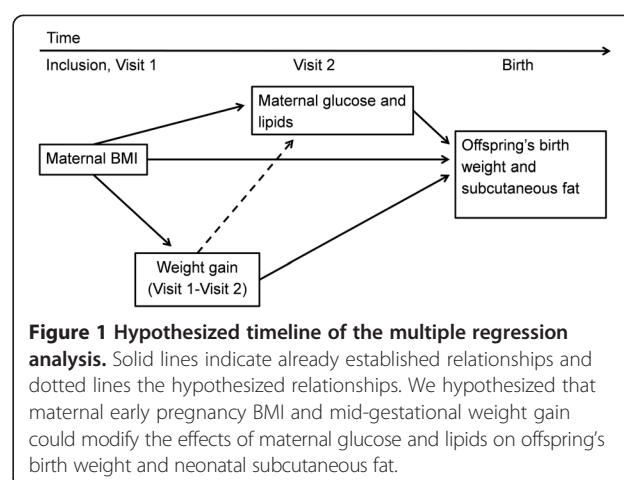 Time
Inclusion, Visit 1 Visit 2 Birth
Maternal glucose and
lipids
Maternal BMI
Offspring's birth
weight and
subcutaneous fat
Weight gain
(Visit 1-Visit 2)
Figure 1 Hypothesized timeline of the multiple regression
analysis. Solid lines indicate already established relationships and
dotted lines the hypothesized relationships. We hypothesized that
maternal early pregnancy BMI and mid-gestational weight gain
could modify the effects of maternal glucose and lipids on offspring's
birth weight and neonatal subcutaneous fat.